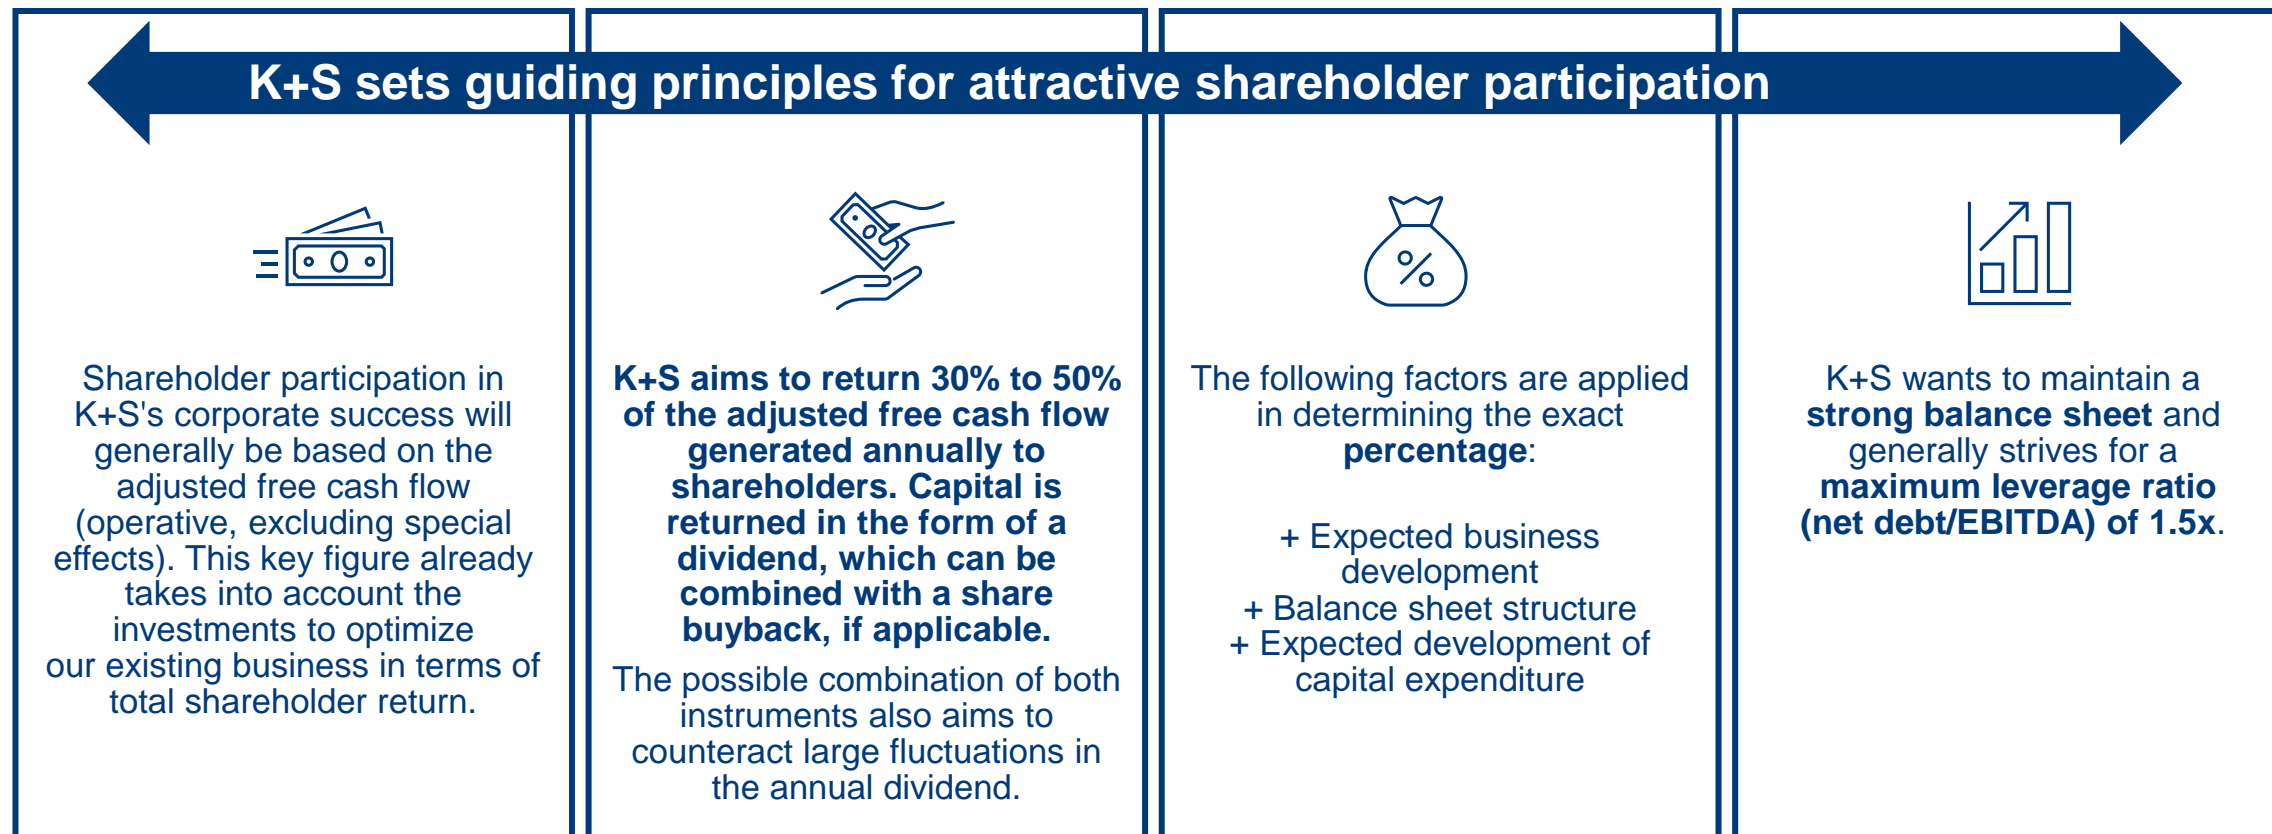 K+S sets guiding principles for attractive shareholder participation
Shareholder participation in
K+S's corporate success will
generally be based on the
adjusted free cash flow
(operative, excluding special
effects). This key figure already
takes into account the
investments to optimize
our existing business in terms of
total shareholder return.
K+S aims to return 30% to 50%
of the adjusted free cash flow
generated annually to
shareholders. Capital is
returned in the form of a
dividend, which can be
combined with a share
buyback, if applicable.
The possible combination of both
instruments also aims to
counteract large fluctuations in
the annual dividend.
%
The following factors are applied
in determining the exact
percentage:
+ Expected business
development
+ Balance sheet structure
+ Expected development of
capital expenditure
K+S wants to maintain a
strong balance sheet and
generally strives for a
maximum leverage ratio
(net debt/EBITDA) of 1.5x.